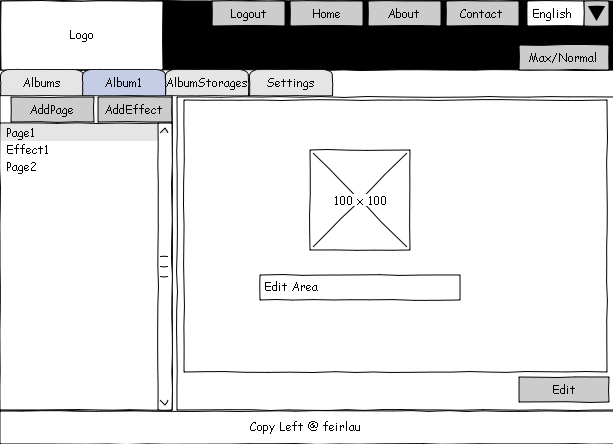 Logo
Logout
Home
About
Contact
English
Max/Normal
Albums
Album1
AlbumStorages
Settings
AddPage
AddEffect
Page1
Effect1
Page2
100 x 100
Edit Area
Edit
Copy Left @ feirlau